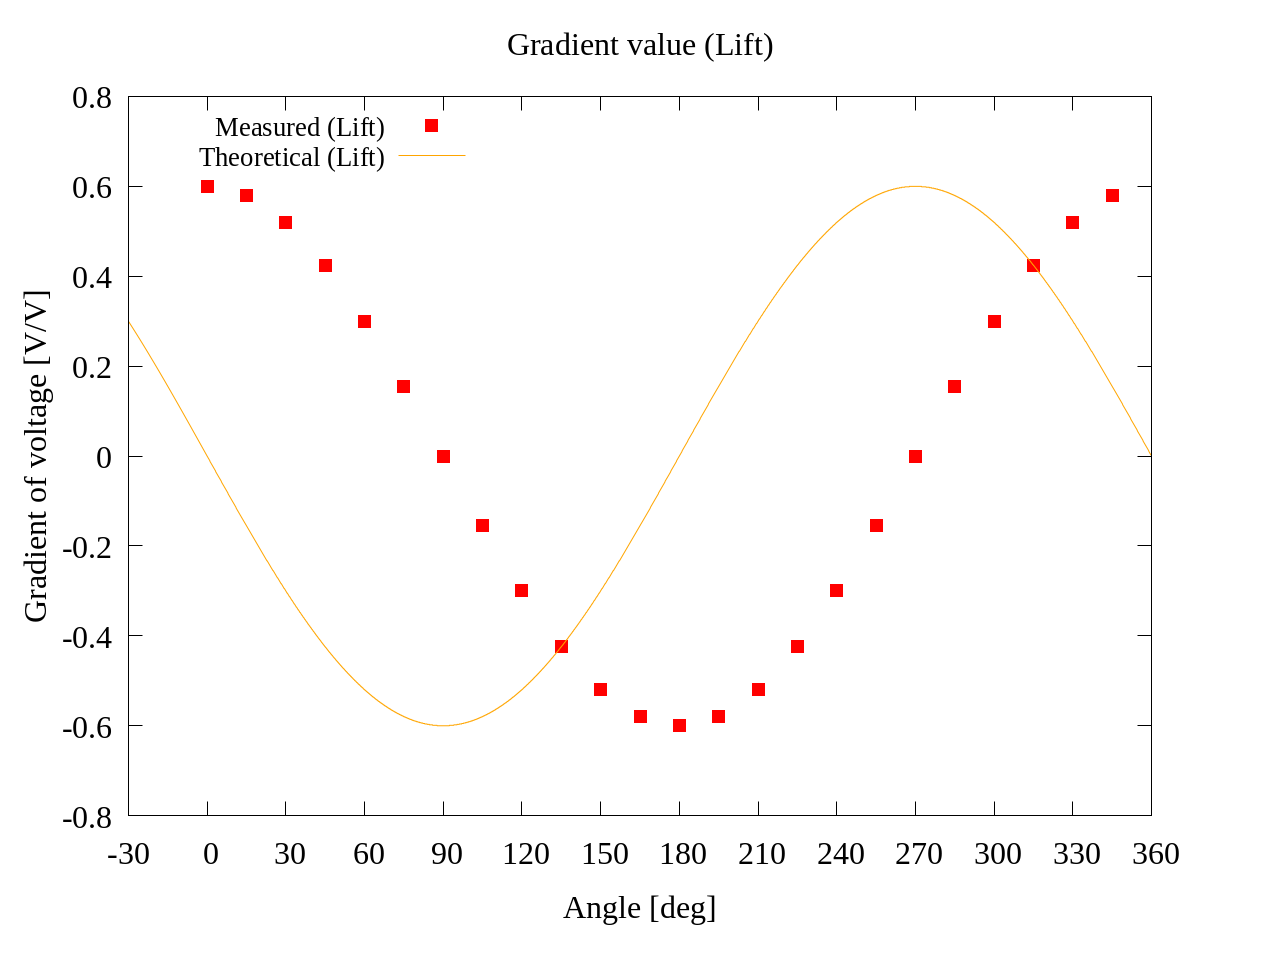 Gradient value (Lift)
0.8
Measured (Lift)
Theoretical (Lift)
0.6
0.4
0.2
0
-0.2
-0.4
-0.6
-0.8
Gradient of voltage [V/V]
-30 0 30 60 90 120 150 180 210 240 270 300 330 360
Angle [deg]